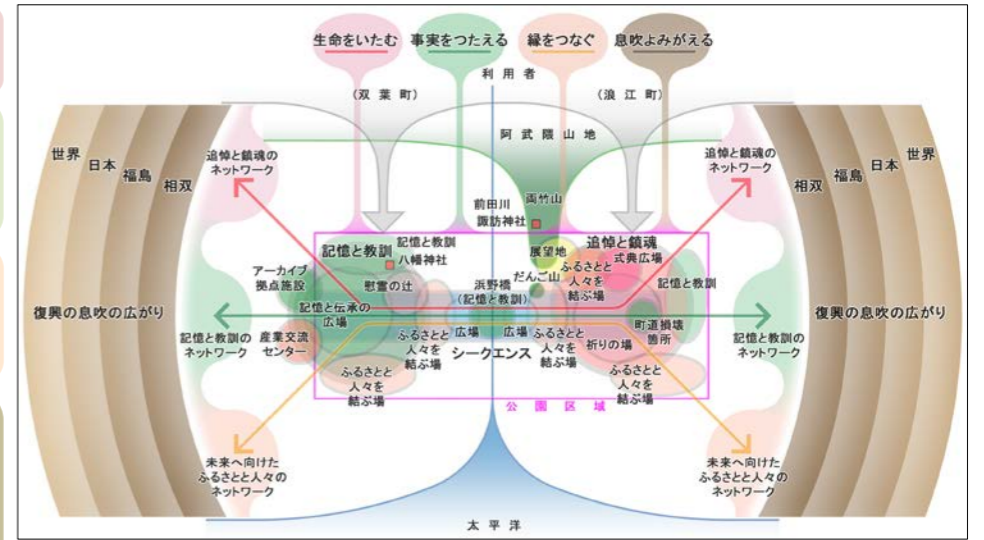 生命をいたむ
事実をつたえる
縁をつなぐ
息吹よみがえる
利用者
(双葉町)
(浪江町)
阿武隈山地
世界
日本
福島
相双
追悼と鎮魂の
ネットワーク
前田川
両竹山
諏訪神社
追悼と鎮魂の
ネットワーク
相双
福島
日本
世界
記憶と教訓
記憶と教訓
八幡神社
アーカイブ
拠点施設
慰霊の辻
浜野橋
(記憶と教訓)
展望地
だんご山
追悼と鎮魂
式典広場
ふるさとと
人々を
結ぶ場
記憶と教訓
復興の息吹の広がり
記憶と教訓の
ネットワーク
記憶と伝承の
広場
産業交流
センター
ふるさとと
人々を
結ぶ場
広場
広場
シークエンス
ふるさとと
人々を
結ぶ場
祈りの場
町道損壊
箇所
記憶と教訓の
ネットワーク
復興の息吹の広がり
ふるさとと
人々を
結ぶ場
ふるさとと
人々を
結ぶ場
公園区域
未来へ向けた
ふるさとと人々の
ネットワーク
未来へ向けた
ふるさとと人々の
ネットワーク
太平洋